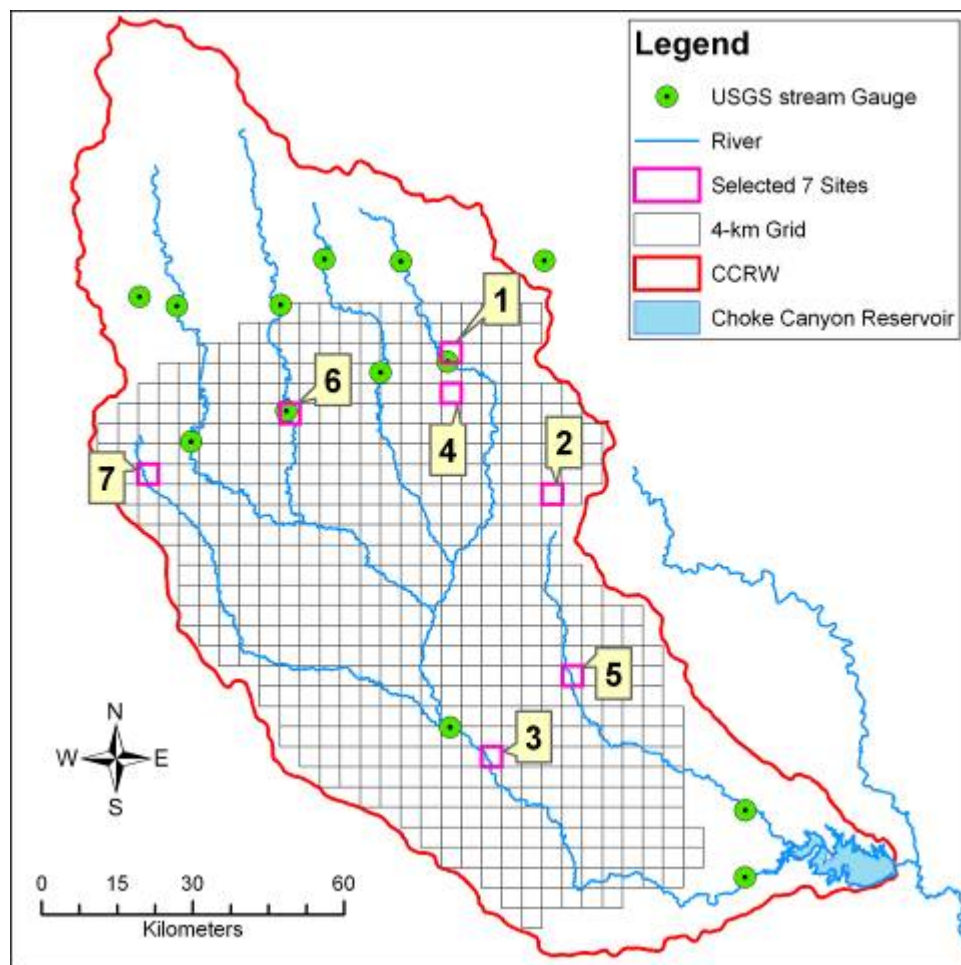 Legend
USGS stream Gauge
River
Selected 7 Sites
4-km Grid
CCRW
Choke Canyon Reservoir
1
6
4
2
7
5
3
N
W E
S
0 15 30 60
Kilometers